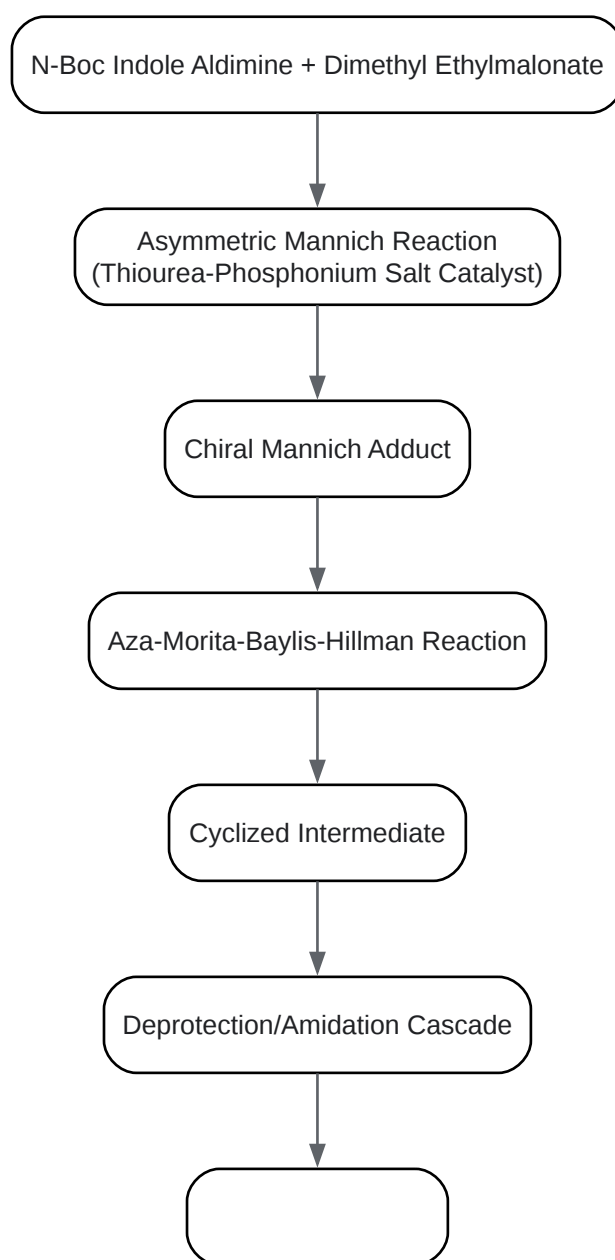 N-Boc Indole Aldimine + Dimethyl Ethylmalonate
Asymmetric Mannich Reaction
(Thiourea-Phosphonium Salt Catalyst)
Chiral Mannich Adduct
Aza-Morita-Baylis-Hillman Reaction
Cyclized Intermediate
Deprotection/Amidation Cascade